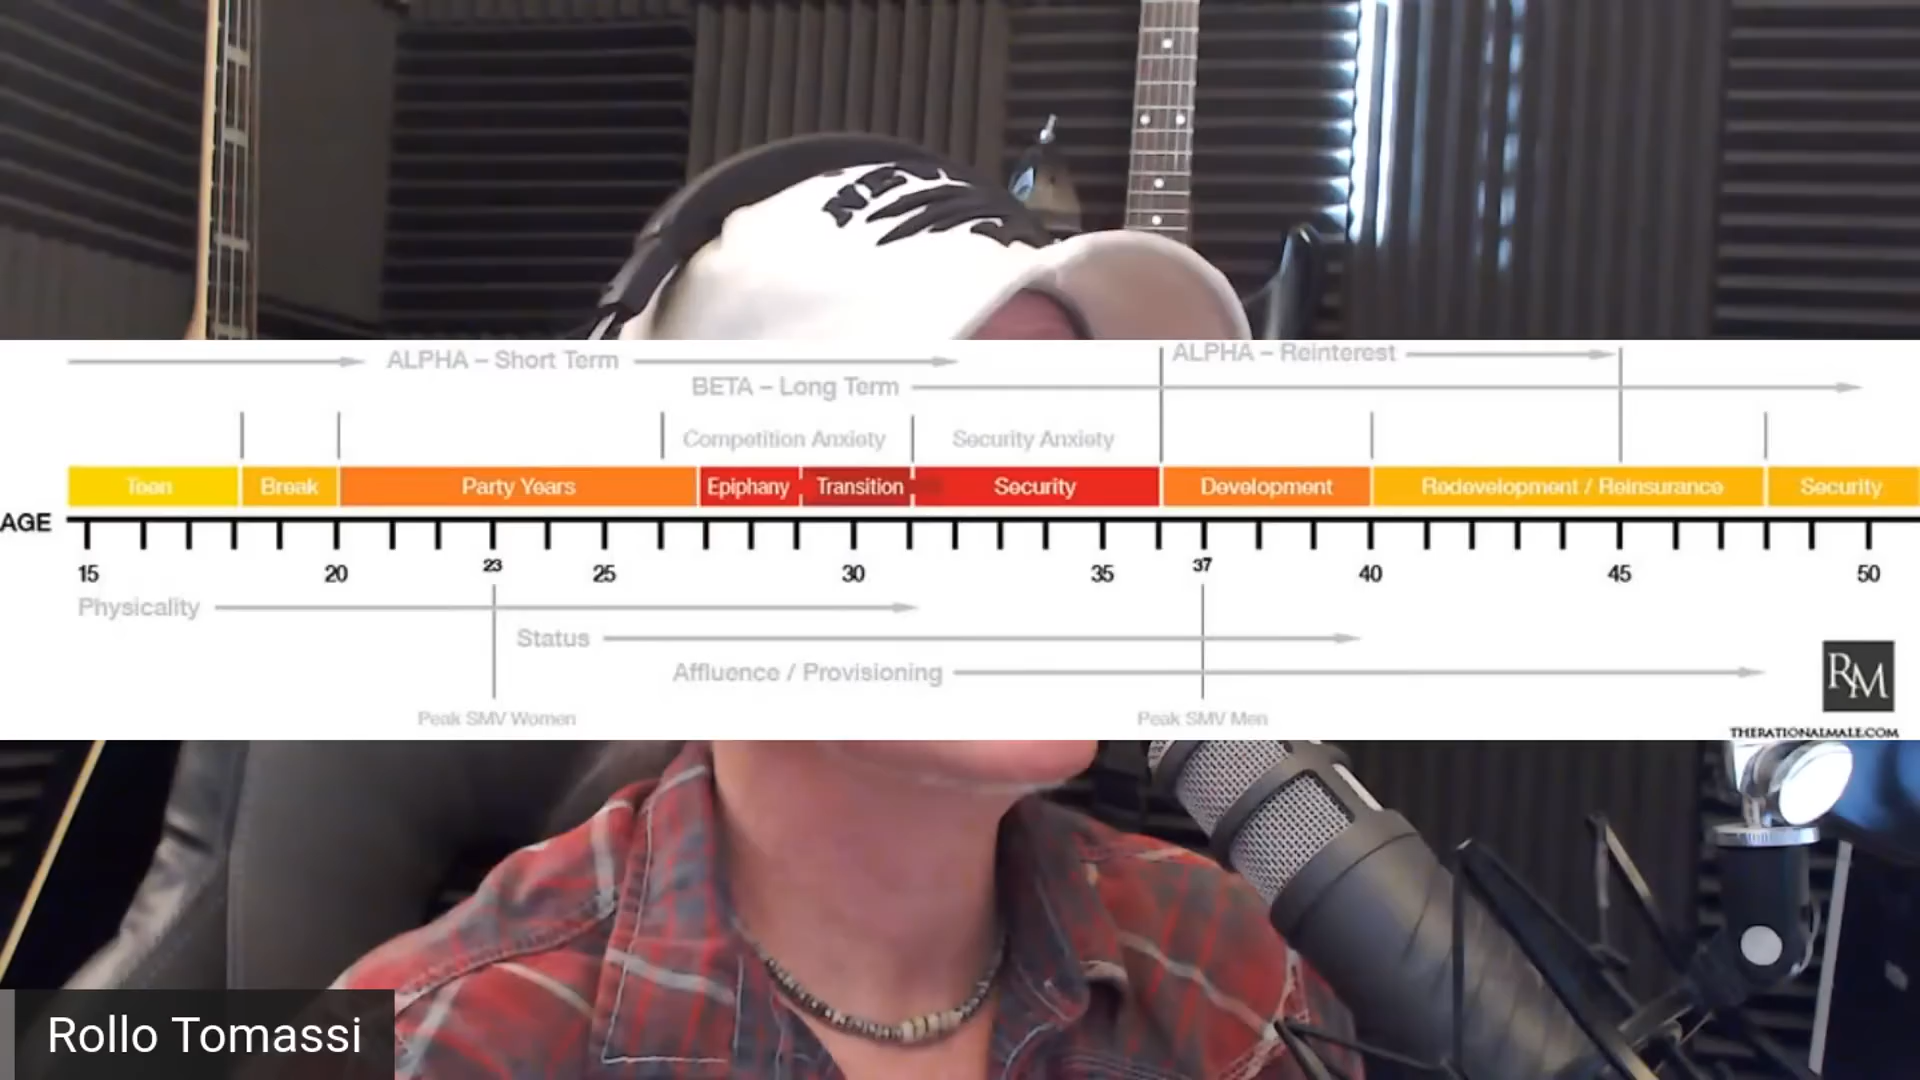 ALPHA – Short Term
ALPHA – Reinterest
BETA – Long Term
Competition Anxiety
Security Anxiety
Teen
Break
Party Years
Epiphany
Transition
Security
Development
Redevelopment / Reinsurance
Security
AGE
15
20
23
25
30
35
37
40
45
50
Physicality
Status
Affluence / Provisioning
Peak SMV Women
Peak SMV Men
RM
THERATIONALMALE.COM
Rollo Tomassi